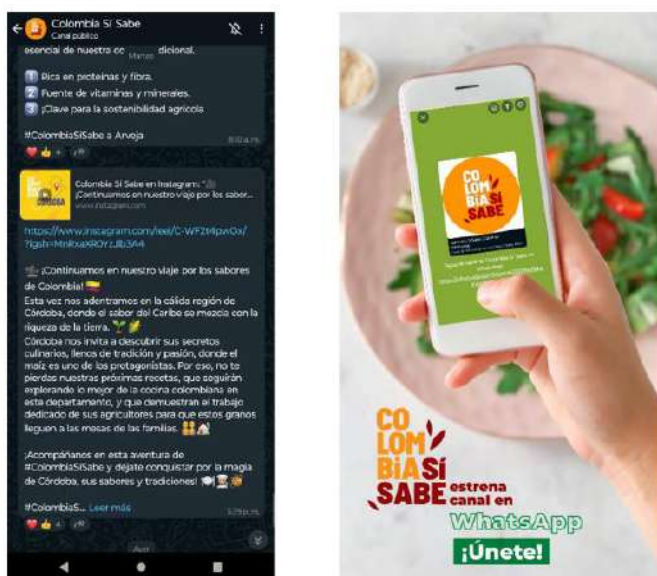 Colombia Sí Sabe
Canal público
esencial de nuestra co dicional.
Martes
1 Rica en proteínas y fibra.
2 Fuente de vitaminas y minerales.
3 ¡Clave para la sostenibilidad agrícola
#ColombiaSíSabe a Arveja
Colombia Sí Sabe en Instagram: "
¡Continuamos en nuestro viaje por los sabor...
www.instagram.com
¡Continuamos en nuestro viaje por los sabores
de Colombia!
Esta vez nos adentramos en la cálida región de
Córdoba, donde el sabor del Caribe se mezcla con la
riqueza de la tierra.
Córdoba nos invita a descubrir sus secretos
culinarios, llenos de tradición y pasión, donde el
maíz es uno de los protagonistas. Por eso, no te
pierdas nuestras próximas recetas, que seguirán
explorando lo mejor de la cocina colombiana en
este departamento, y que demuestran el trabajo
dedicado de sus agricultores para que estos granos
lleguen a las mesas de las familias.
¡Acompáñanos en esta aventura de
#ColombiaSíSabe y déjate conquistar por la magia
de Córdoba, sus sabores y tradiciones!
#ColombiaS... Leer más
5:29 p.m.
Ayer
CO
LOM
BIA SÍ
SABE
CO
LOM
BIA SÍ
SABE estrena
canal en
WhatsApp
¡Únete!